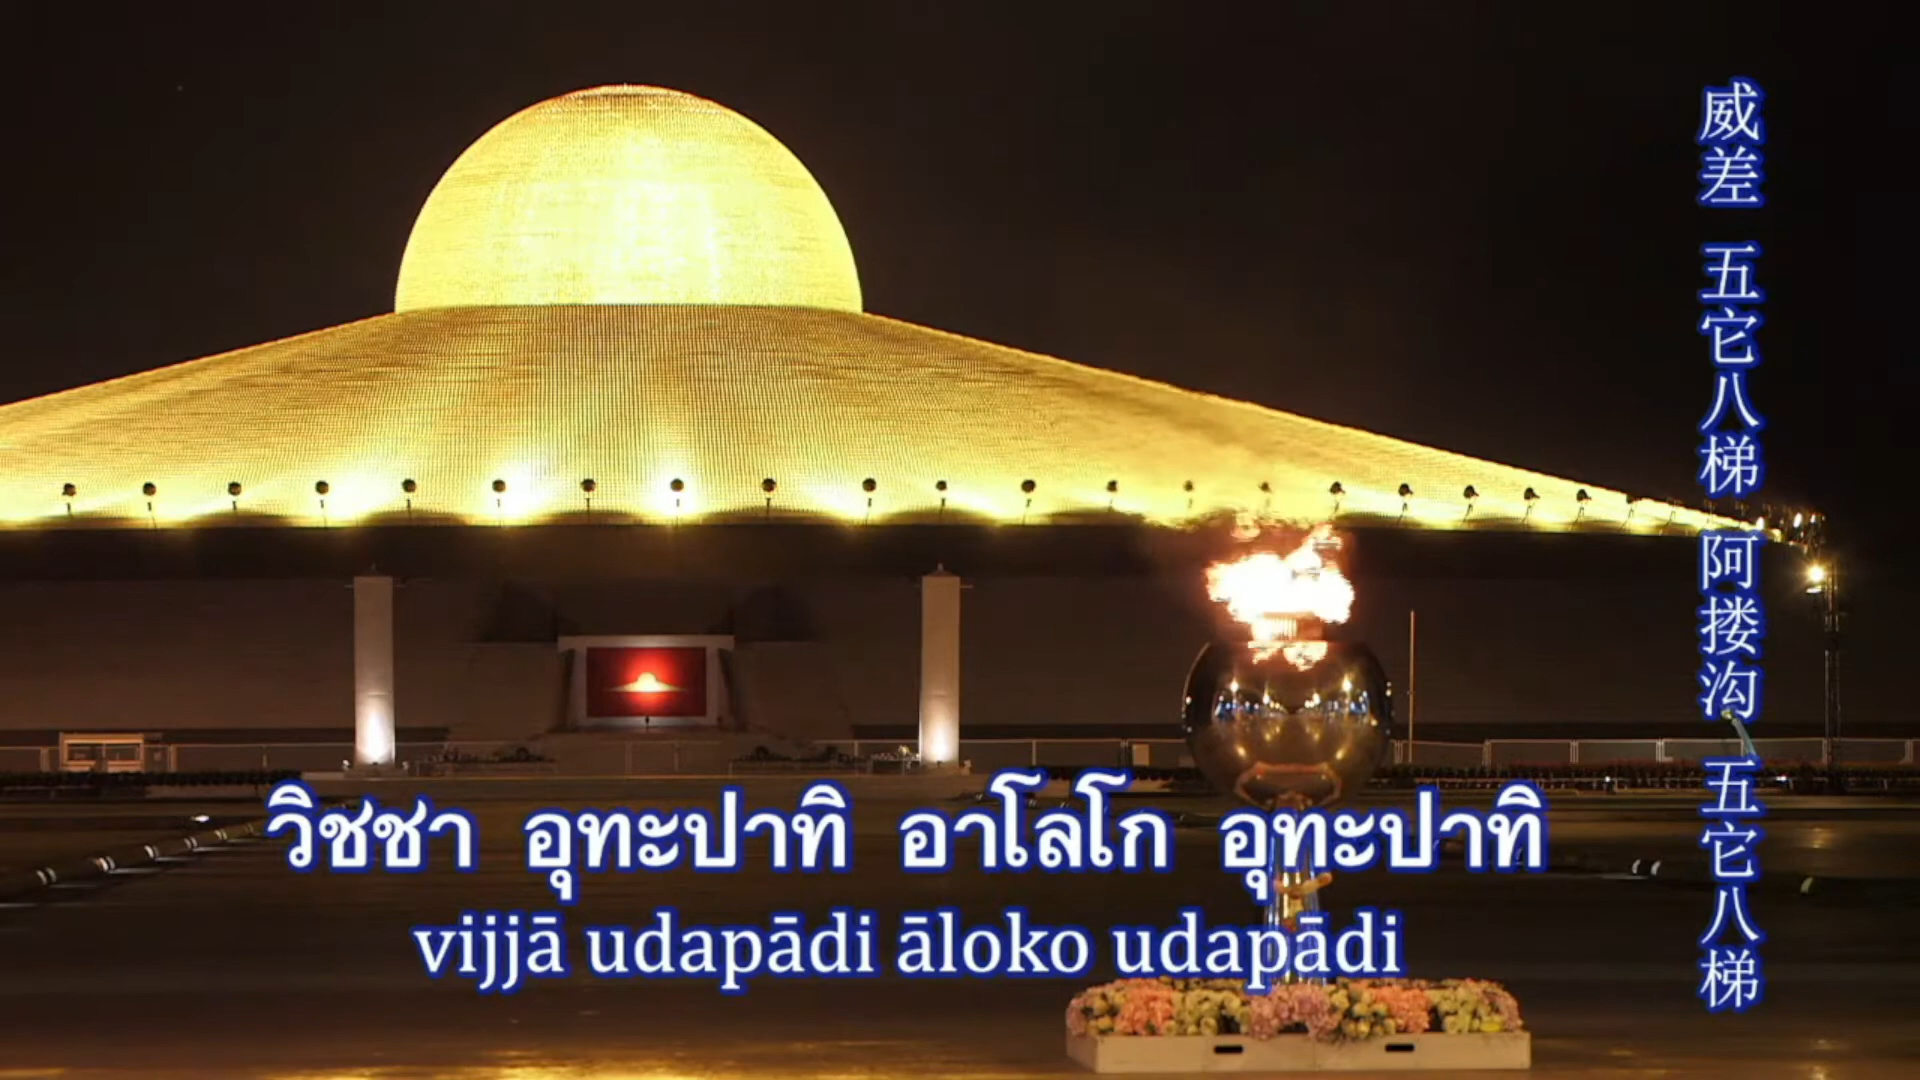 วิชชา อุทะปาทิ อาโลโก อุทะปาทิ
vijjā udapādi āloko udapādi
威差 五它八梯 阿搂沟 五它八梯